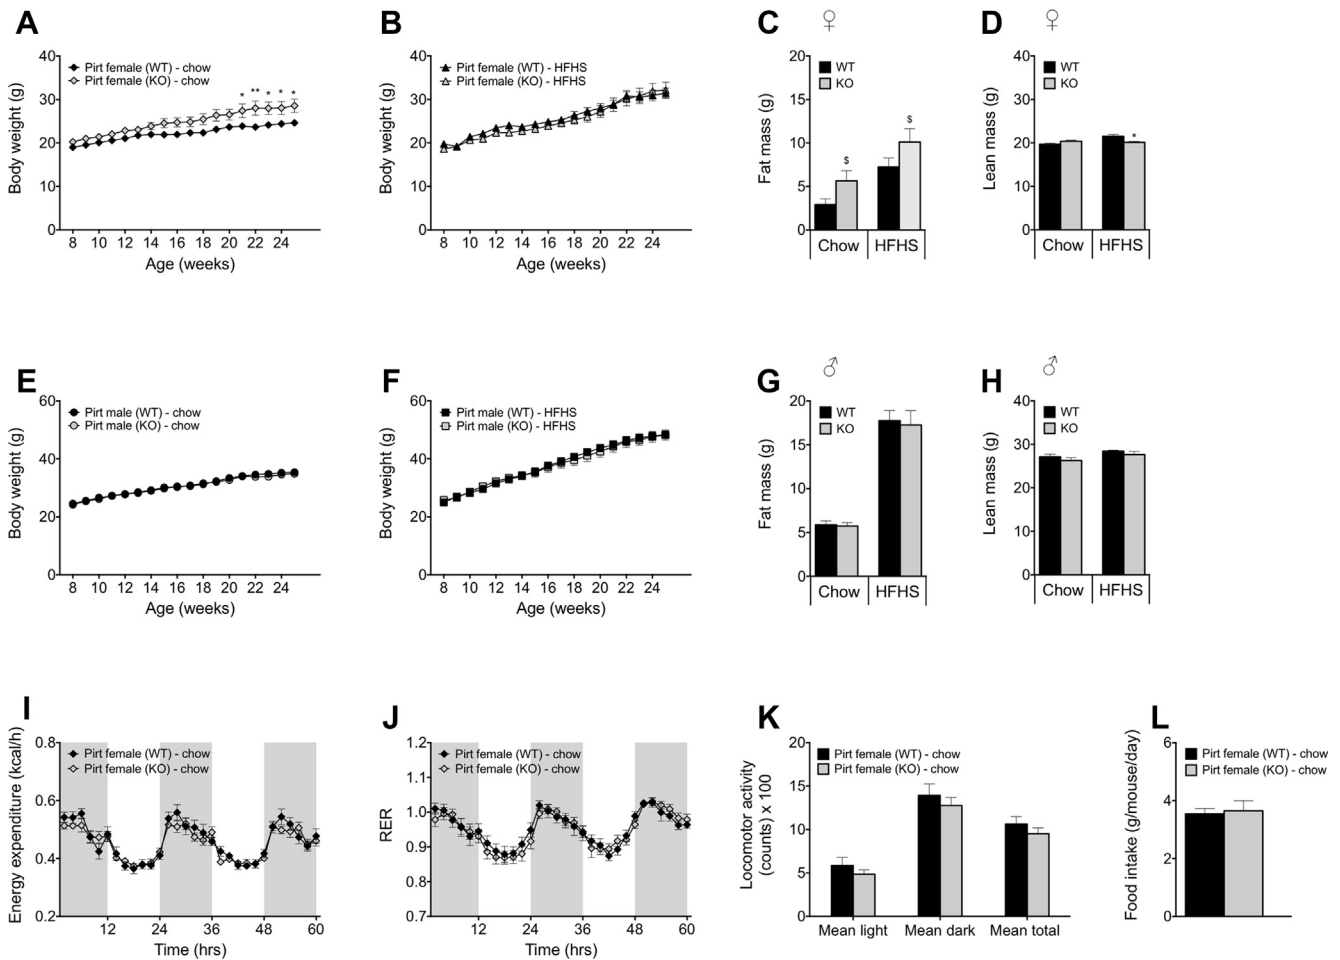 A
Body weight (g)
40
30
20
10
0
Pirt female (WT) - chow
Pirt female (KO) - chow
* ** * * *
8 10 12 14 16 18 20 22 24
Age (weeks)
B
Body weight (g)
40
30
20
10
0
Pirt female (WT) - HFHS
Pirt female (KO) - HFHS
8 10 12 14 16 18 20 22 24
Age (weeks)
C ♀
Fat mass (g)
20
15
10
5
0
WT
KO
$ $
Chow HFHS
D ♀
Lean mass (g)
40
30
20
10
0
WT
KO
*
Chow HFHS
E
Body weight (g)
60
40
20
0
Pirt male (WT) - chow
Pirt male (KO) - chow
8 10 12 14 16 18 20 22 24
Age (weeks)
F
Body weight (g)
60
40
20
0
Pirt male (WT) - HFHS
Pirt male (KO) - HFHS
8 10 12 14 16 18 20 22 24
Age (weeks)
G ♂
Fat mass (g)
20
15
10
5
0
WT
KO
Chow HFHS
H ♂
Lean mass (g)
40
30
20
10
0
WT
KO
Chow HFHS
I
Energy expenditure (kcal/h)
0.8
0.6
0.4
0.2
Pirt female (WT) - chow
Pirt female (KO) - chow
12 24 36 48 60
Time (hrs)
J
RER
1.2
1.1
1.0
0.9
0.8
0.7
Pirt female (WT) - chow
Pirt female (KO) - chow
12 24 36 48 60
Time (hrs)
K
Locomotor activity
(counts) x 100
20
15
10
5
0
Pirt female (WT) - chow
Pirt female (KO) - chow
Mean light Mean dark Mean total
L
Food intake (g/mouse/day)
6
4
2
0
Pirt female (WT) - chow
Pirt female (KO) - chow